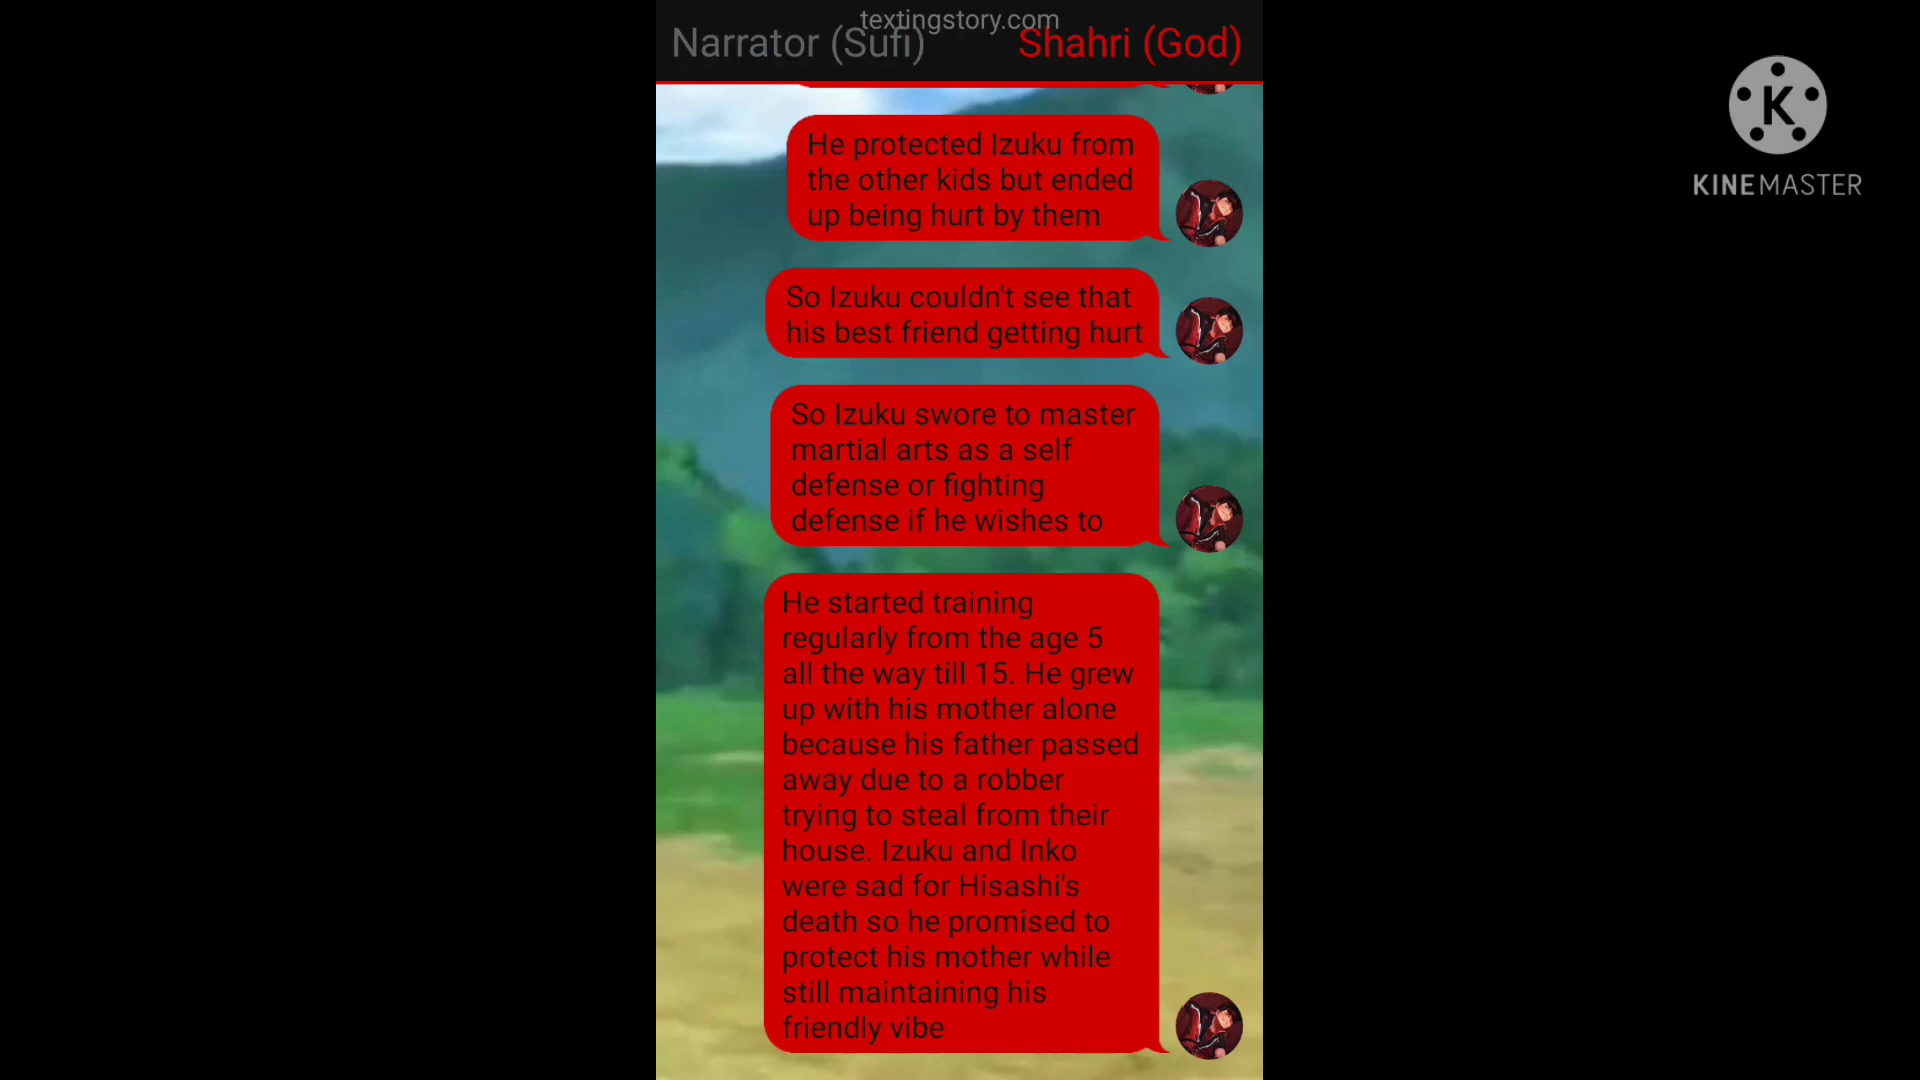 textingstory.com
Narrator (Sufi)
Shahri (God)
He protected Izuku from
the other kids but ended
up being hurt by them
So Izuku couldn't see that
his best friend getting hurt
So Izuku swore to master
martial arts as a self
defense or fighting
defense if he wishes to
He started training
regularly from the age 5
all the way till 15. He grew
up with his mother alone
because his father passed
away due to a robber
trying to steal from their
house. Izuku and Inko
were sad for Hisashi's
death so he promised to
protect his mother while
still maintaining his
friendly vibe
K
KINEMASTER